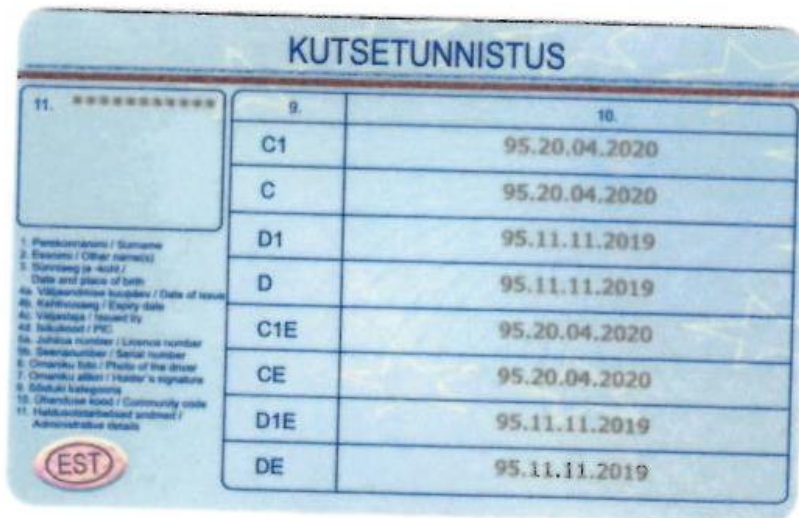 KUTSETUNNISTUS
11. ***********
9. 10.
C1 95.20.04.2020
C 95.20.04.2020
D1 95.11.11.2019
D 95.11.11.2019
C1E 95.20.04.2020
CE 95.20.04.2020
D1E 95.11.11.2019
DE 95.11.11.2019
1. Perekonnanimi / Surname
2. Eesnimi / Other name(s)
3. Sünniaeg ja -koht /
Date and place of birth
4a. Väljaandmise kuupäev / Date of issue
4b. Kehtivusaeg / Expiry date
4c. Väljastaja / Issued by
4d. Isikukood / PIC
5a. Juhiloa number / Licence number
5b. Seerianumber / Serial number
6. Omaniku foto / Photo of the driver
7. Omaniku allkiri / Holder's signature
9. Sõiduki kategooria
10. Ühenduse kood / Community code
11. Haldusotstarbelised andmed /
Administrative details
EST